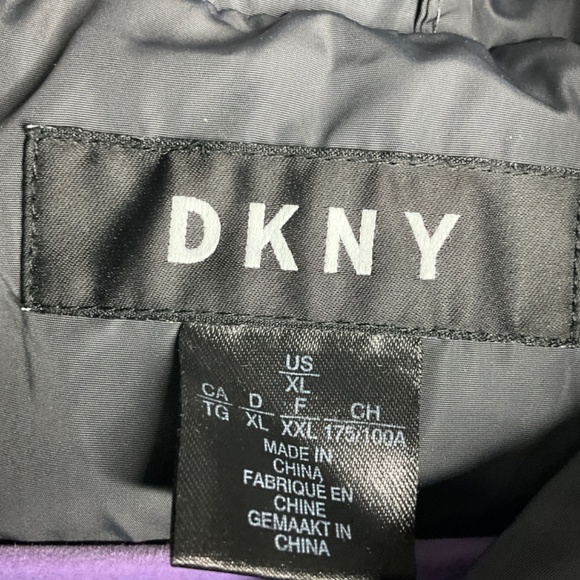 DKNY
US
XL
CA D F CH
TG XL XXL 175/100A
MADE IN
CHINA
FABRIQUÉ EN
CHINE
GEMAAKT IN
CHINA